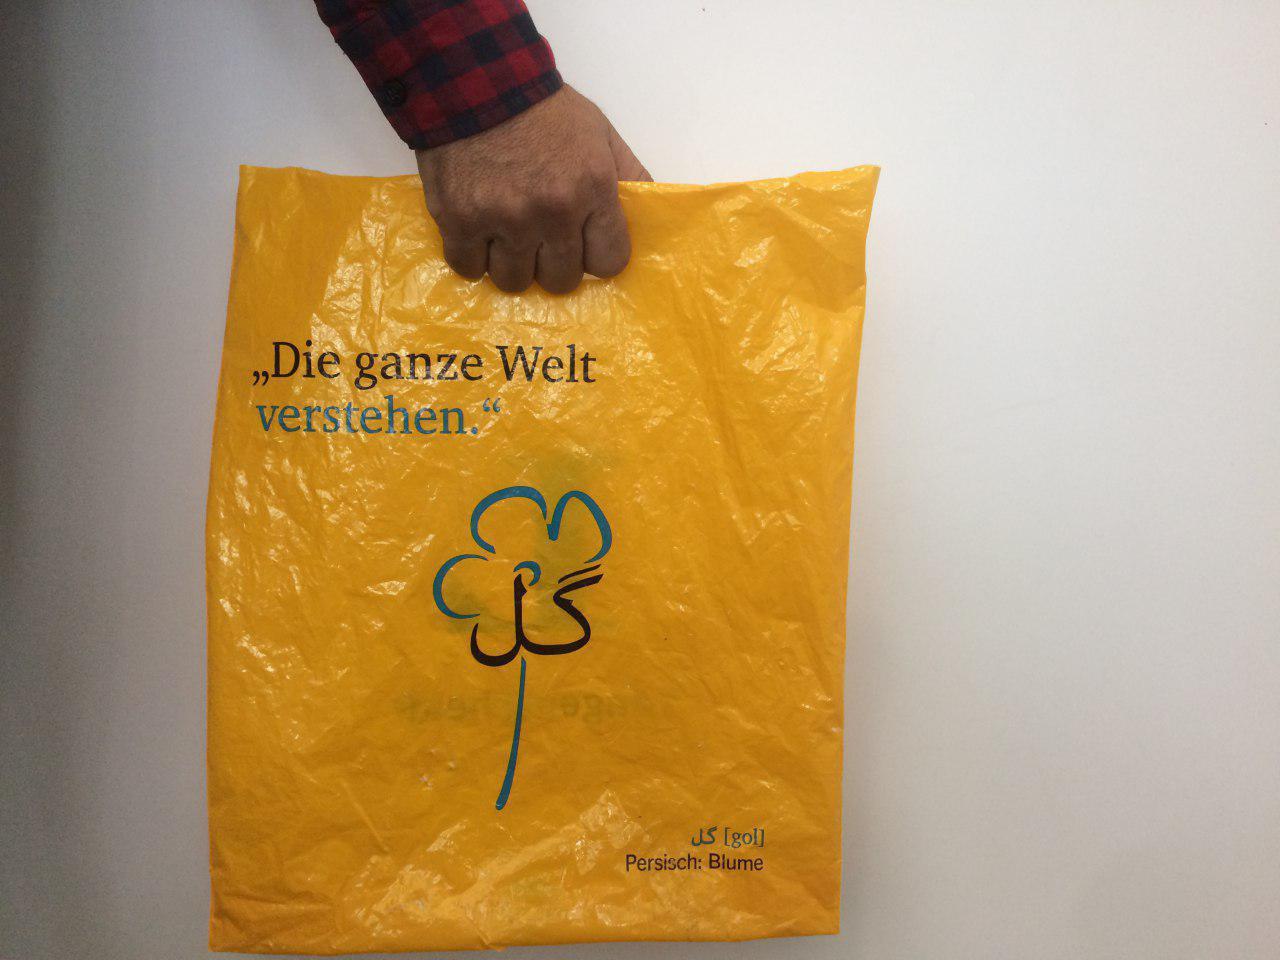 „Die ganze Welt
verstehen.“
گل
گل [gol]
Persisch: Blume